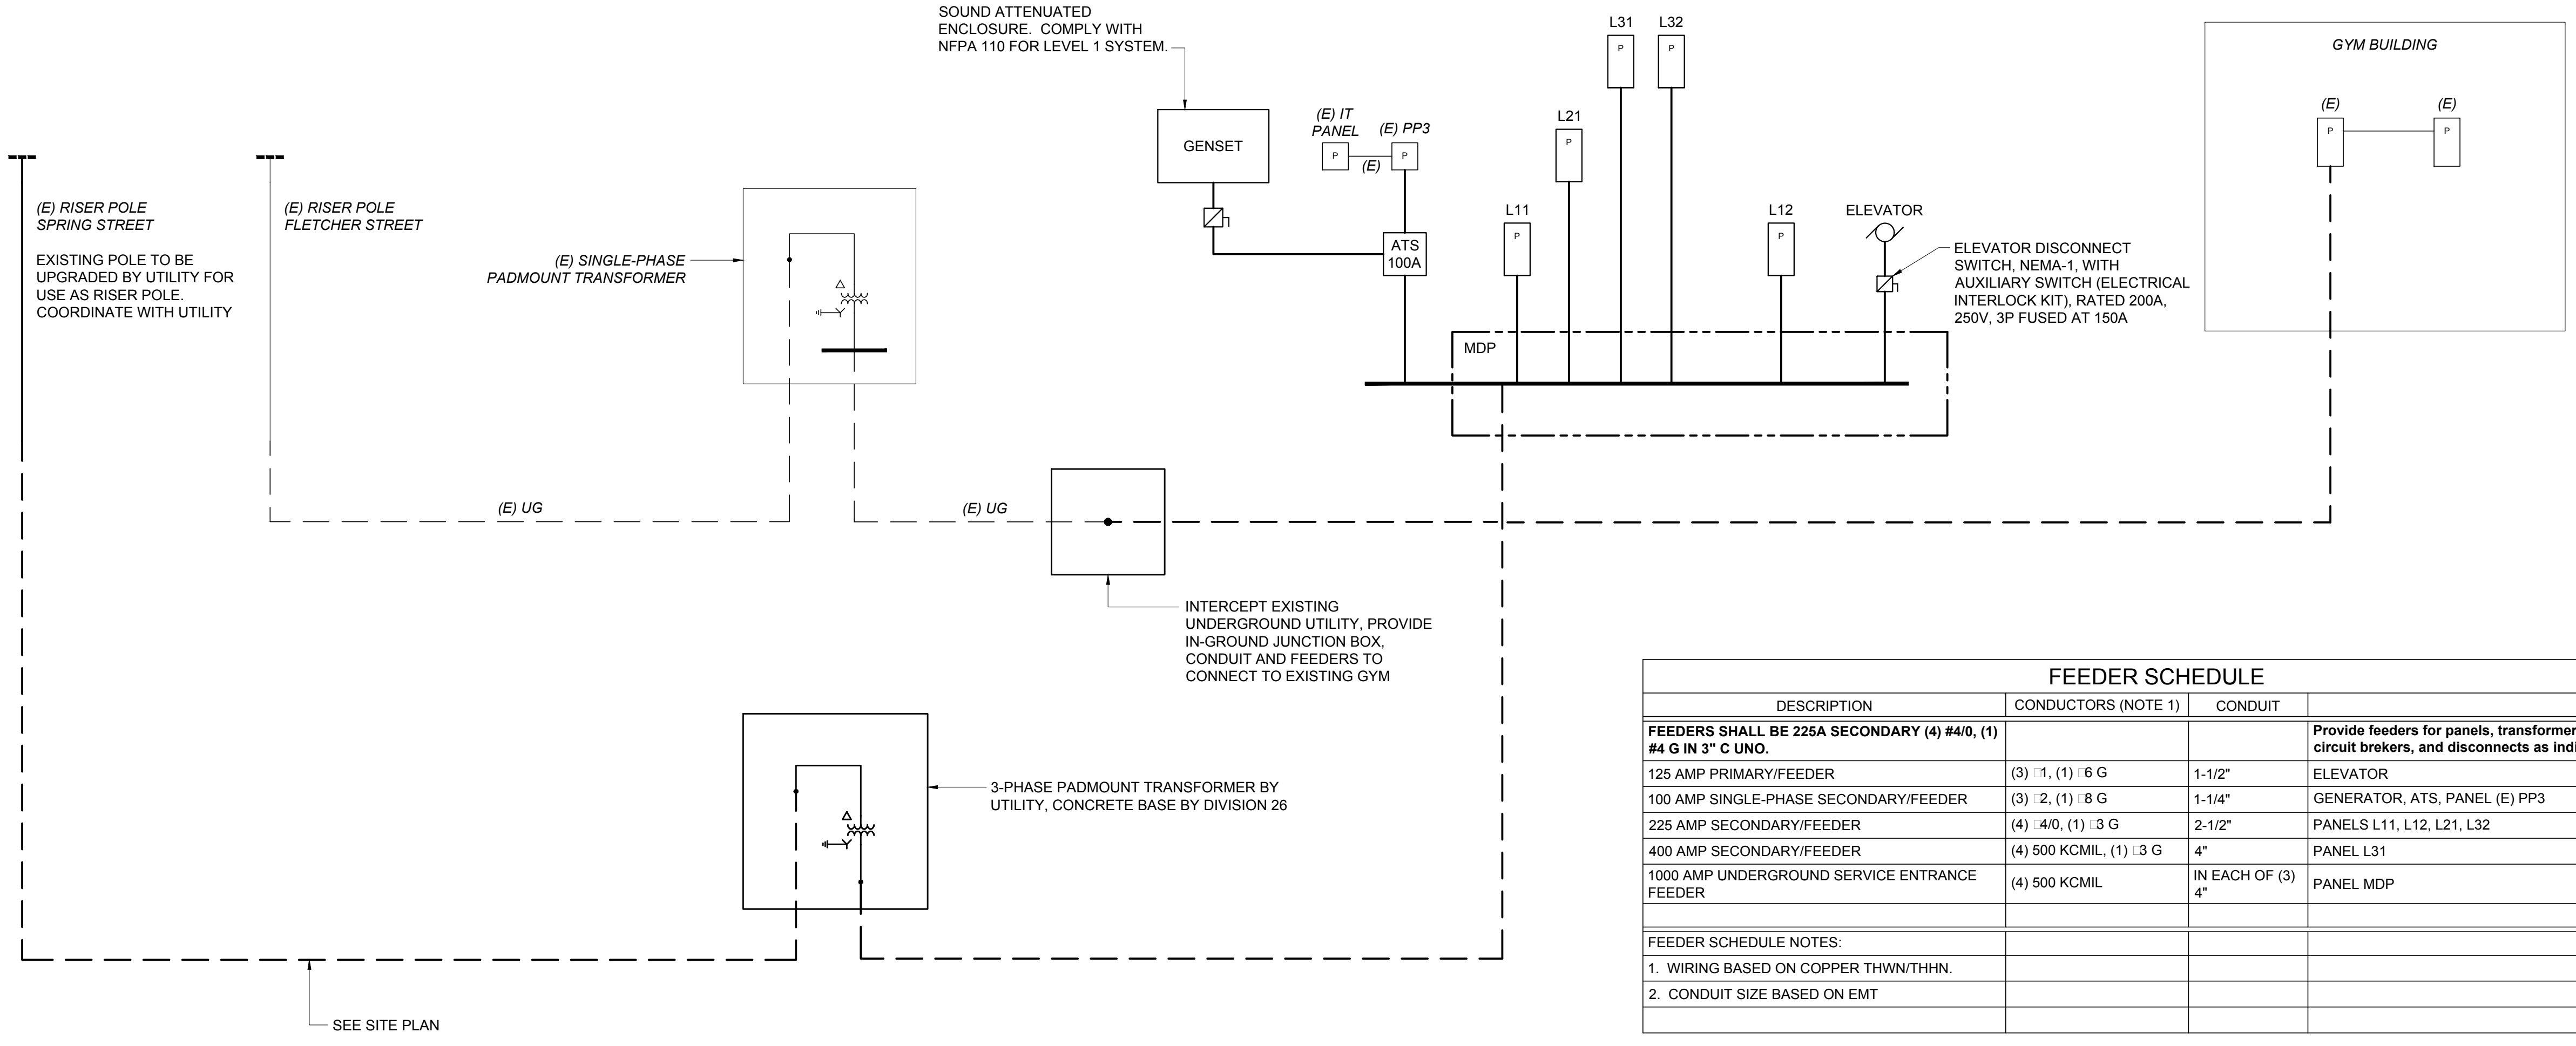 SOUND ATTENUATED
ENCLOSURE. COMPLY WITH
NFPA 110 FOR LEVEL 1 SYSTEM.
GENSET
(E) RISER POLE
SPRING STREET
EXISTING POLE TO BE
UPGRADED BY UTILITY FOR
USE AS RISER POLE.
COORDINATE WITH UTILITY
(E) RISER POLE
FLETCHER STREET
(E) SINGLE-PHASE
PADMOUNT TRANSFORMER
(E) IT
PANEL
P
(E)
(E) PP3
P
ATS
100A
L11
P
L21
P
L31
P
L32
P
L12
P
ELEVATOR
ELEVATOR DISCONNECT
SWITCH, NEMA-1, WITH
AUXILIARY SWITCH (ELECTRICAL
INTERLOCK KIT), RATED 200A,
250V, 3P FUSED AT 150A
MDP
GYM BUILDING
(E)
P
(E)
P
(E) UG
(E) UG
INTERCEPT EXISTING
UNDERGROUND UTILITY, PROVIDE
IN-GROUND JUNCTION BOX,
CONDUIT AND FEEDERS TO
CONNECT TO EXISTING GYM
3-PHASE PADMOUNT TRANSFORMER BY
UTILITY, CONCRETE BASE BY DIVISION 26
SEE SITE PLAN
FEEDER SCHEDULE
DESCRIPTION CONDUCTORS (NOTE 1) CONDUIT
FEEDERS SHALL BE 225A SECONDARY (4) #4/0, (1)
#4 G IN 3" C UNO.
Provide feeders for panels, transformer
circuit brekers, and disconnects as ind
125 AMP PRIMARY/FEEDER (3) □1, (1) □6 G 1-1/2" ELEVATOR
100 AMP SINGLE-PHASE SECONDARY/FEEDER (3) □2, (1) □8 G 1-1/4" GENERATOR, ATS, PANEL (E) PP3
225 AMP SECONDARY/FEEDER (4) □4/0, (1) □3 G 2-1/2" PANELS L11, L12, L21, L32
400 AMP SECONDARY/FEEDER (4) 500 KCMIL, (1) □3 G 4" PANEL L31
1000 AMP UNDERGROUND SERVICE ENTRANCE
FEEDER
(4) 500 KCMIL
IN EACH OF (3)
4"
PANEL MDP
FEEDER SCHEDULE NOTES:
1. WIRING BASED ON COPPER THWN/THHN.
2. CONDUIT SIZE BASED ON EMT